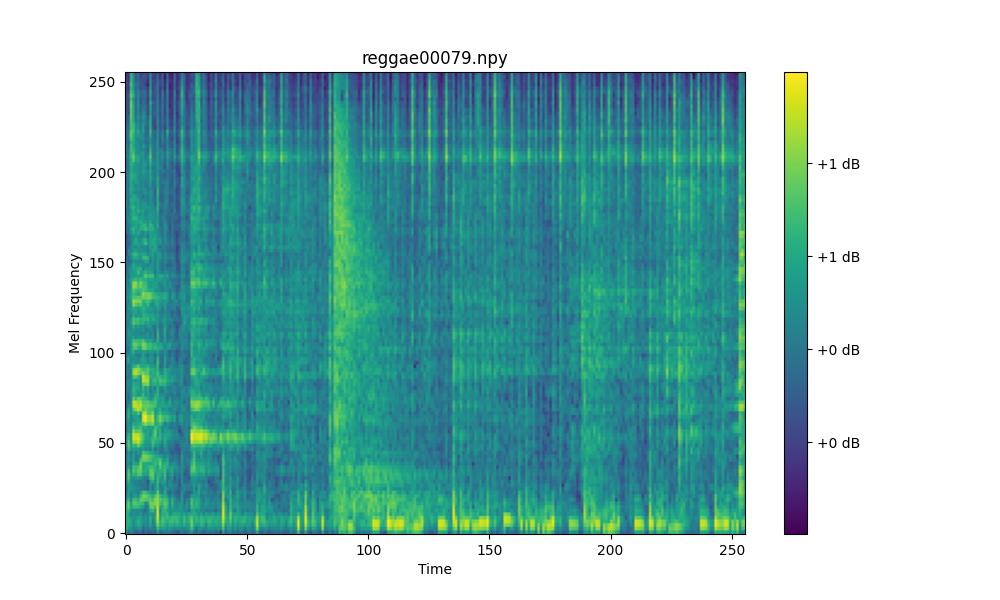 reggae00079.npy
250
200
150
100
50
0
Mel Frequency
0 50 100 150 200 250
Time
+1 dB
+1 dB
+0 dB
+0 dB